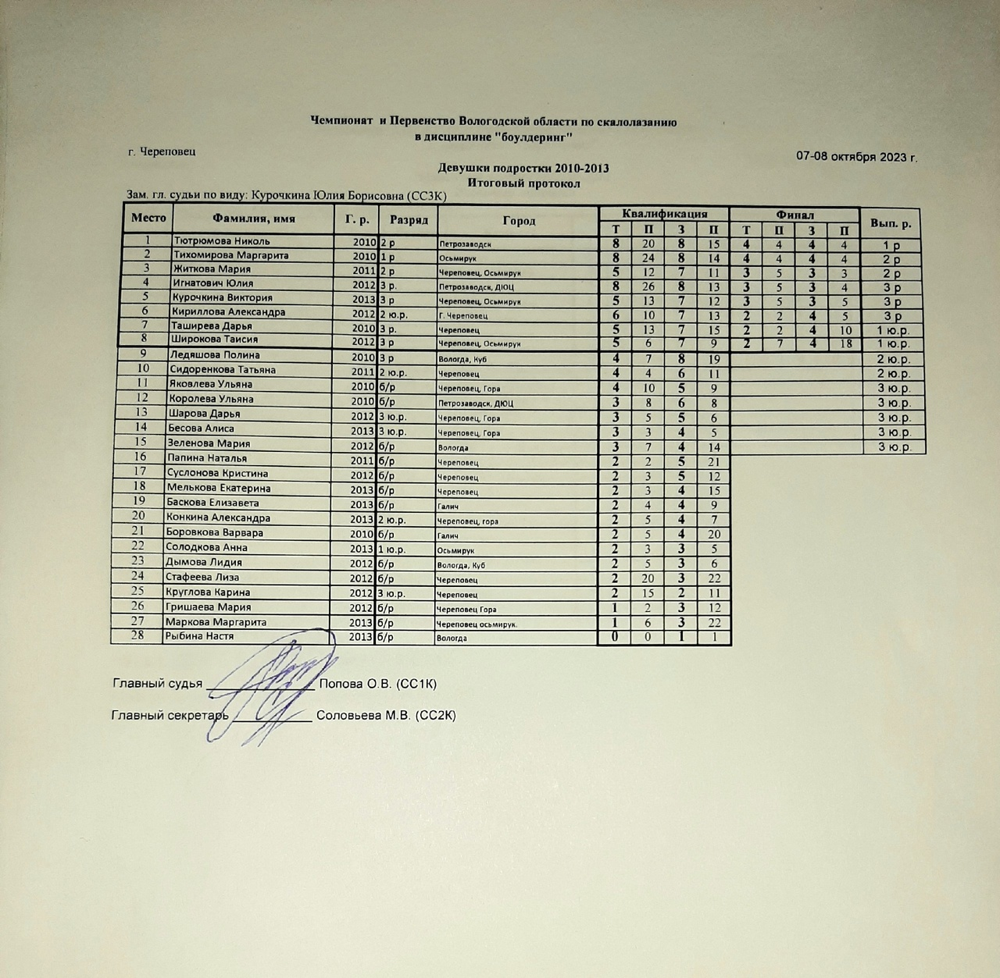 Чемпионат и Первенство Вологодской области по скалолазанию
в дисциплине "боулдеринг"
г. Череповец 07-08 октября 2023 г.
Девушки подростки 2010-2013
Итоговый протокол
Зам. гл. судьи по виду: Курочкина Юлия Борисовна (СС3К)
Место Фамилия, имя Г. р. Разряд Город Квалификация Финал Вып. р.
Т П З П Т П З П
1 Тютрюмова Николь 2010 2 р Петрозаводск 8 20 8 15 4 4 4 4 1 р
2 Тихомирова Маргарита 2010 1 р Осьмирук 8 24 8 14 4 4 4 4 2 р
3 Житкова Мария 2011 2 р Череповец, Осьмирук 5 12 7 11 3 5 3 3 2 р
4 Игнатович Юлия 2012 3 р. Петрозаводск, ДЮЦ 8 26 8 13 3 5 3 4 3 р
5 Курочкина Виктория 2013 3 р Череповец, Осьмирук 5 13 7 12 3 5 3 5 3 р
6 Кириллова Александра 2012 2 ю.р. Г. Череповец 6 10 7 13 2 2 4 5 3 р
7 Таширева Дарья 2010 3 р. Череповец 5 13 7 15 2 2 4 10 1 ю.р.
8 Широкова Таисия 2012 3 р Череповец, Осьмирук 5 6 7 9 2 7 4 18 1 ю.р.
9 Ледяшова Полина 2010 3 р Вологда, Куб 4 7 8 19 2 ю.р.
10 Сидоренкова Татьяна 2011 2 ю.р. Череповец 4 4 6 11 2 ю.р.
11 Яковлева Ульяна 2010 б/р Череповец, Гора 4 10 5 9 3 ю.р.
12 Королева Ульяна 2010 б/р Петрозаводск, ДЮЦ 3 8 6 8 3 ю.р.
13 Шарова Дарья 2012 3 ю.р. Череповец, Гора 3 5 5 6 3 ю.р.
14 Бесова Алиса 2013 3 ю.р. Череповец, Гора 3 3 4 5 3 ю.р.
15 Зеленова Мария 2012 б/р Вологда 3 7 4 14 3 ю.р.
16 Папина Наталья 2011 б/р Череповец 2 2 5 21
17 Суслонова Кристина 2012 б/р Череповец 2 3 5 12
18 Мелькова Екатерина 2013 б/р Череповец 2 3 4 15
19 Баскова Елизавета 2013 б/р Галич 2 4 4 9
20 Конкина Александра 2013 2 ю.р. Череповец, гора 2 5 4 7
21 Боровкова Варвара 2010 б/р Галич 2 5 4 20
22 Солодкова Анна 2013 1 ю.р. Осьмирук 2 3 3 5
23 Дымова Лидия 2012 б/р Вологда, Куб 2 5 3 6
24 Стафеева Лиза 2012 б/р Череповец 2 20 3 22
25 Круглова Карина 2012 3 ю.р. Череповец 2 15 2 11
26 Гришаева Мария 2012 б/р Череповец Гора 1 2 3 12
27 Маркова Маргарита 2013 б/р Череповец осьмирук. 1 6 3 22
28 Рыбина Настя 2013 б/р Вологда 0 0 1 1
Главный судья Попова О.В. (СС1К)
Главный секретарь Соловьева М.В. (СС2К)